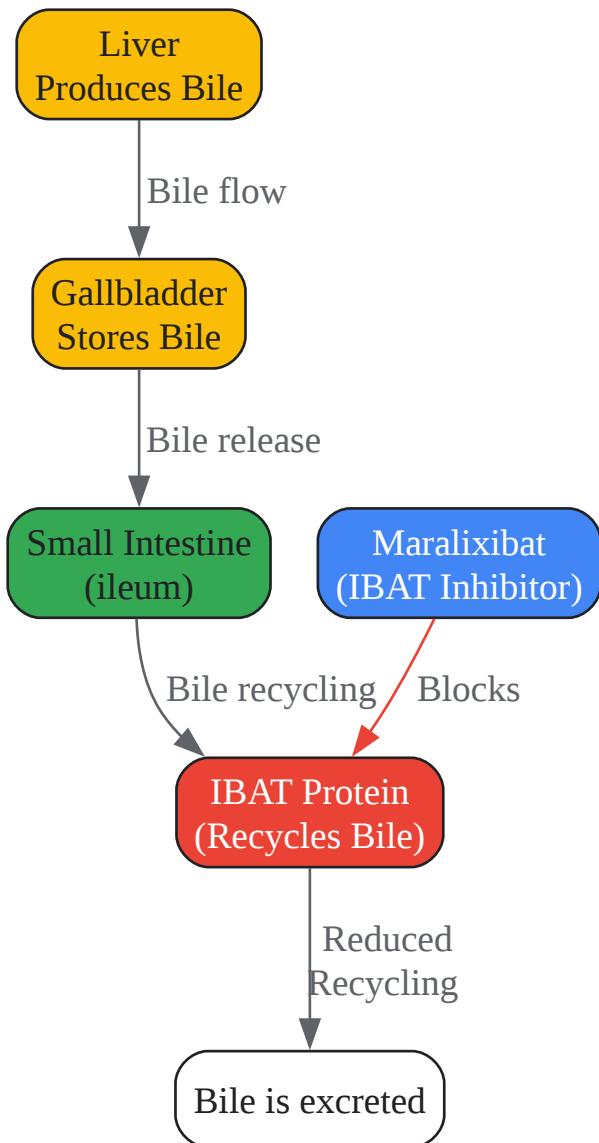 Liver
Produces Bile
Bile flow
Gallbladder
Stores Bile
Bile release
Small Intestine
(ileum)
Maralixibat
(IBAT Inhibitor)
Bile recycling
Blocks
IBAT Protein
(Recycles Bile)
Reduced
Recycling
Bile is excreted